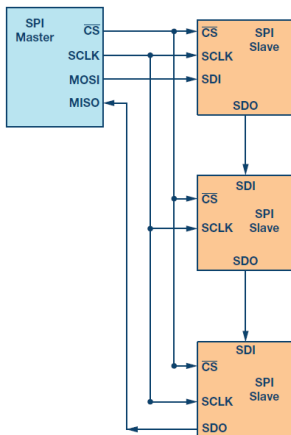 SPI
Master
CS
SCLK
MOSI
MISO
CS
SCLK
SDI
SPI
Slave
SDO
SDI
CS
SCLK
SPI
Slave
SDO
SDI
CS
SCLK
SDO
SPI
Slave